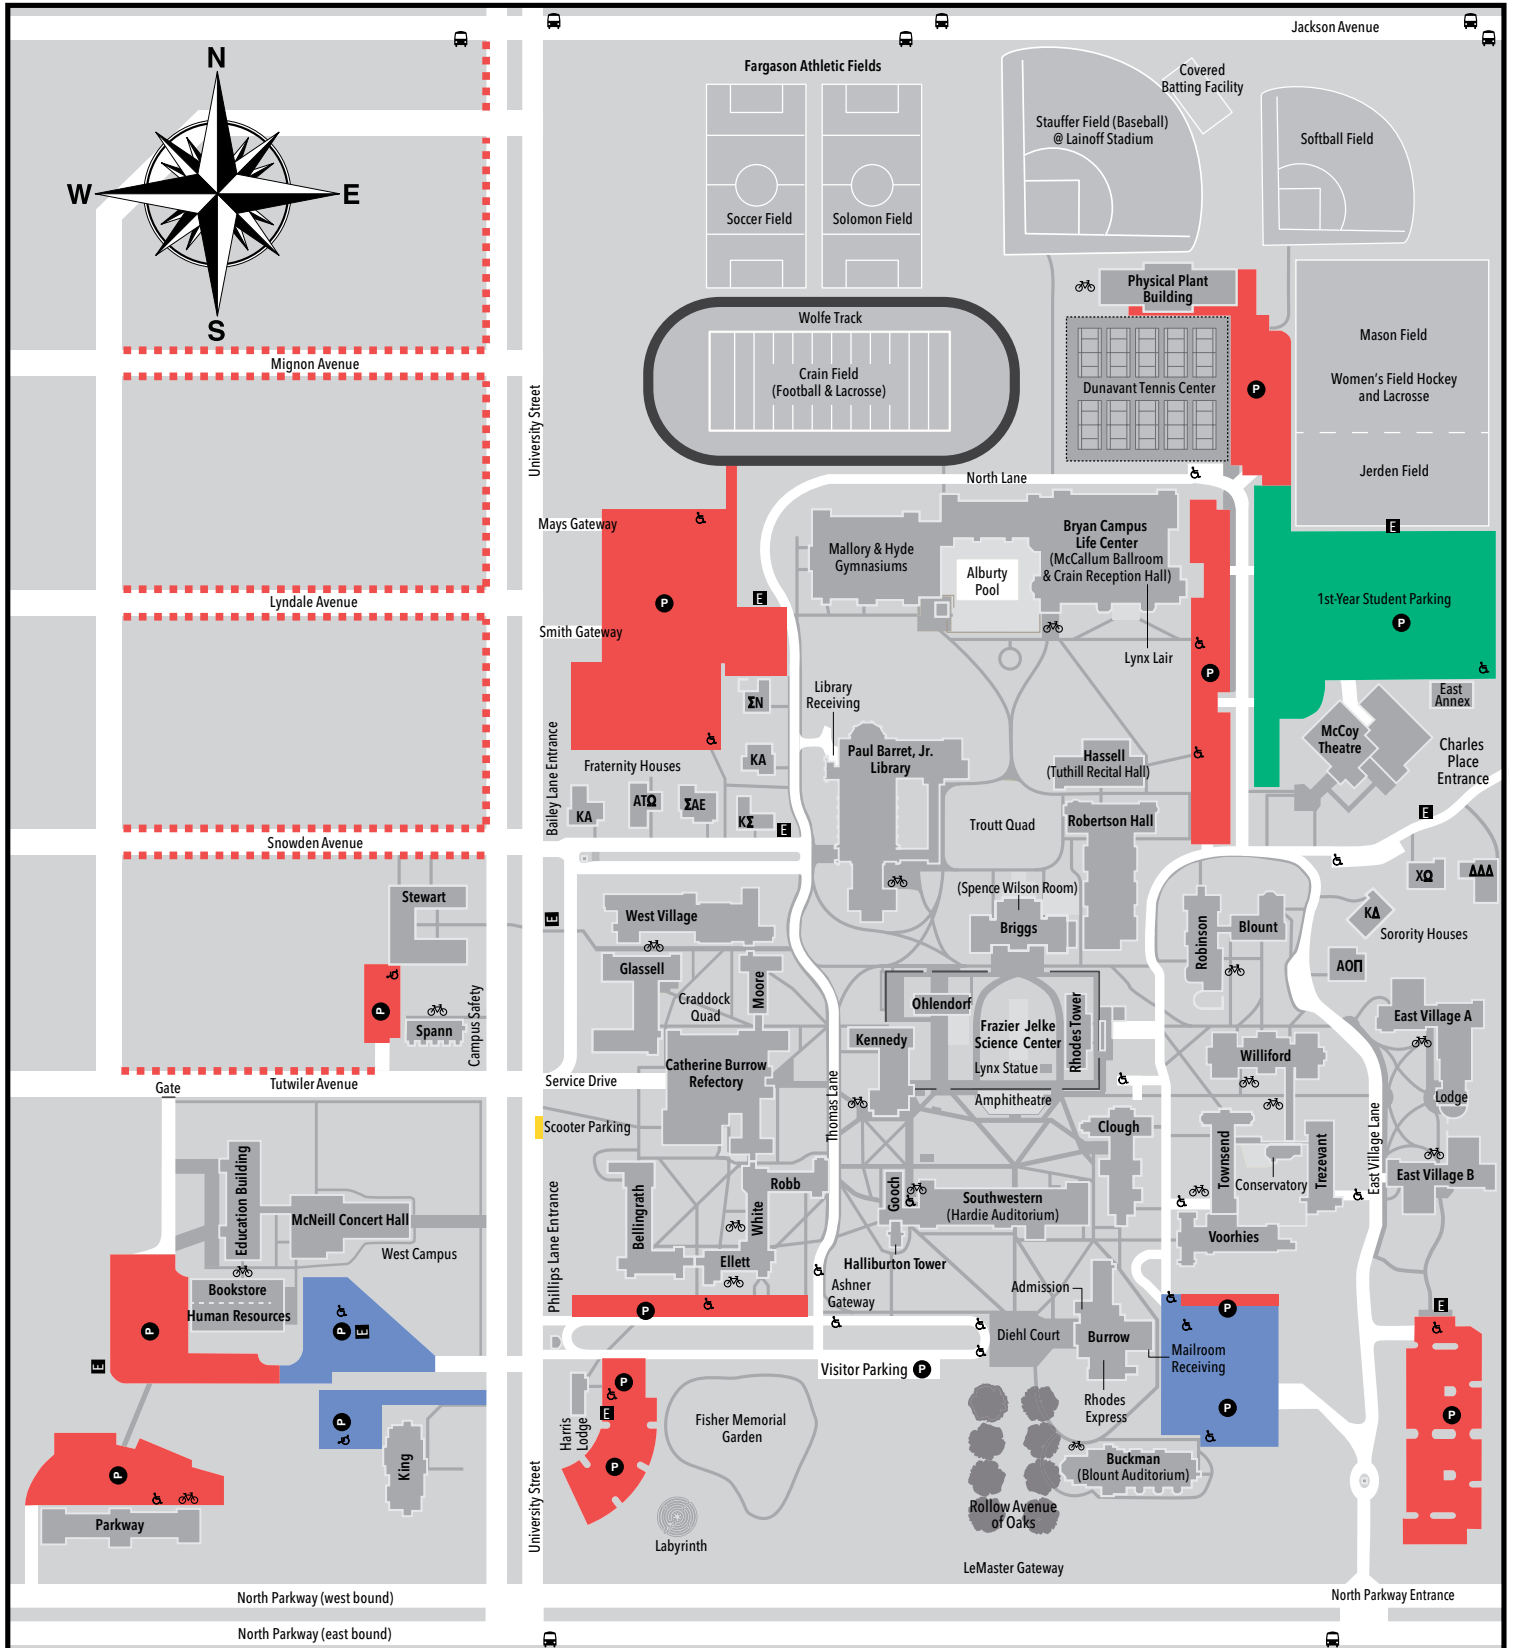 Jackson Avenue
N
W
E
S
Fargason Athletic Fields
Covered
Batting Facility
Stauffer Field (Baseball)
@ Lainoff Stadium
Softball Field
Soccer Field
Solomon Field
Physical Plant
Building
Wolfe Track
Mason Field
Mignon Avenue
Crain Field
(Football & Lacrosse)
Dunavant Tennis Center
P
Women's Field Hockey
and Lacrosse
University Street
Jerden Field
North Lane
Mays Gateway
E
Bryan Campus
Life Center
(McCallum Ballroom
& Crain Reception Hall)
Mallory & Hyde
Gymnasiums
Alburty
Pool
Lyndale Avenue
P
E
1st-Year Student Parking
P
Smith Gateway
Lynx Lair
P
Library
Receiving
ΣN
East
Annex
McCoy
Theatre
Bailey Lane Entrance
Fraternity Houses
KA
Paul Barret, Jr.
Library
Hassell
(Tuthill Recital Hall)
Charles
Place
Entrance
KA
ATΩ
ΣAE
KΣ
E
Troutt Quad
Robertson Hall
E
Snowden Avenue
Stewart
(Spence Wilson Room)
XΩ
ΔΔΔ
E
West Village
Briggs
Robinson
Blount
KΔ
Sorority Houses
Glassell
Moore
AOΠ
Craddock
Quad
Ohlendorf
P
Spann
Campus Safety
Frazier Jelke
Science Center
Rhodes Tower
East Village A
Kennedy
Williford
Catherine Burrow
Refectory
Lynx Statue
Service Drive
Tutwiler Avenue
Gate
Amphitheatre
Lodge
Scooter Parking
Thomas Lane
Clough
Townsend
Trezevant
East Village Lane
Conservatory
East Village B
Education Building
McNeill Concert Hall
West Campus
Phillips Lane Entrance
Bellingrath
Robb
White
Gooch
Southwestern
(Hardie Auditorium)
Voorhies
Ellett
Halliburton Tower
Bookstore
Human Resources
Ashner
Gateway
Admission
P
P
E
P
P
E
E
Diehl Court
Burrow
Mailroom
Receiving
Visitor Parking P
P
Harris
Lodge
E
P
Fisher Memorial
Garden
Rhodes
Express
P
P
P
King
P
Buckman
(Blount Auditorium)
Parkway
University Street
Rollow Avenue
of Oaks
Labyrinth
LeMaster Gateway
North Parkway (west bound)
North Parkway Entrance
North Parkway (east bound)